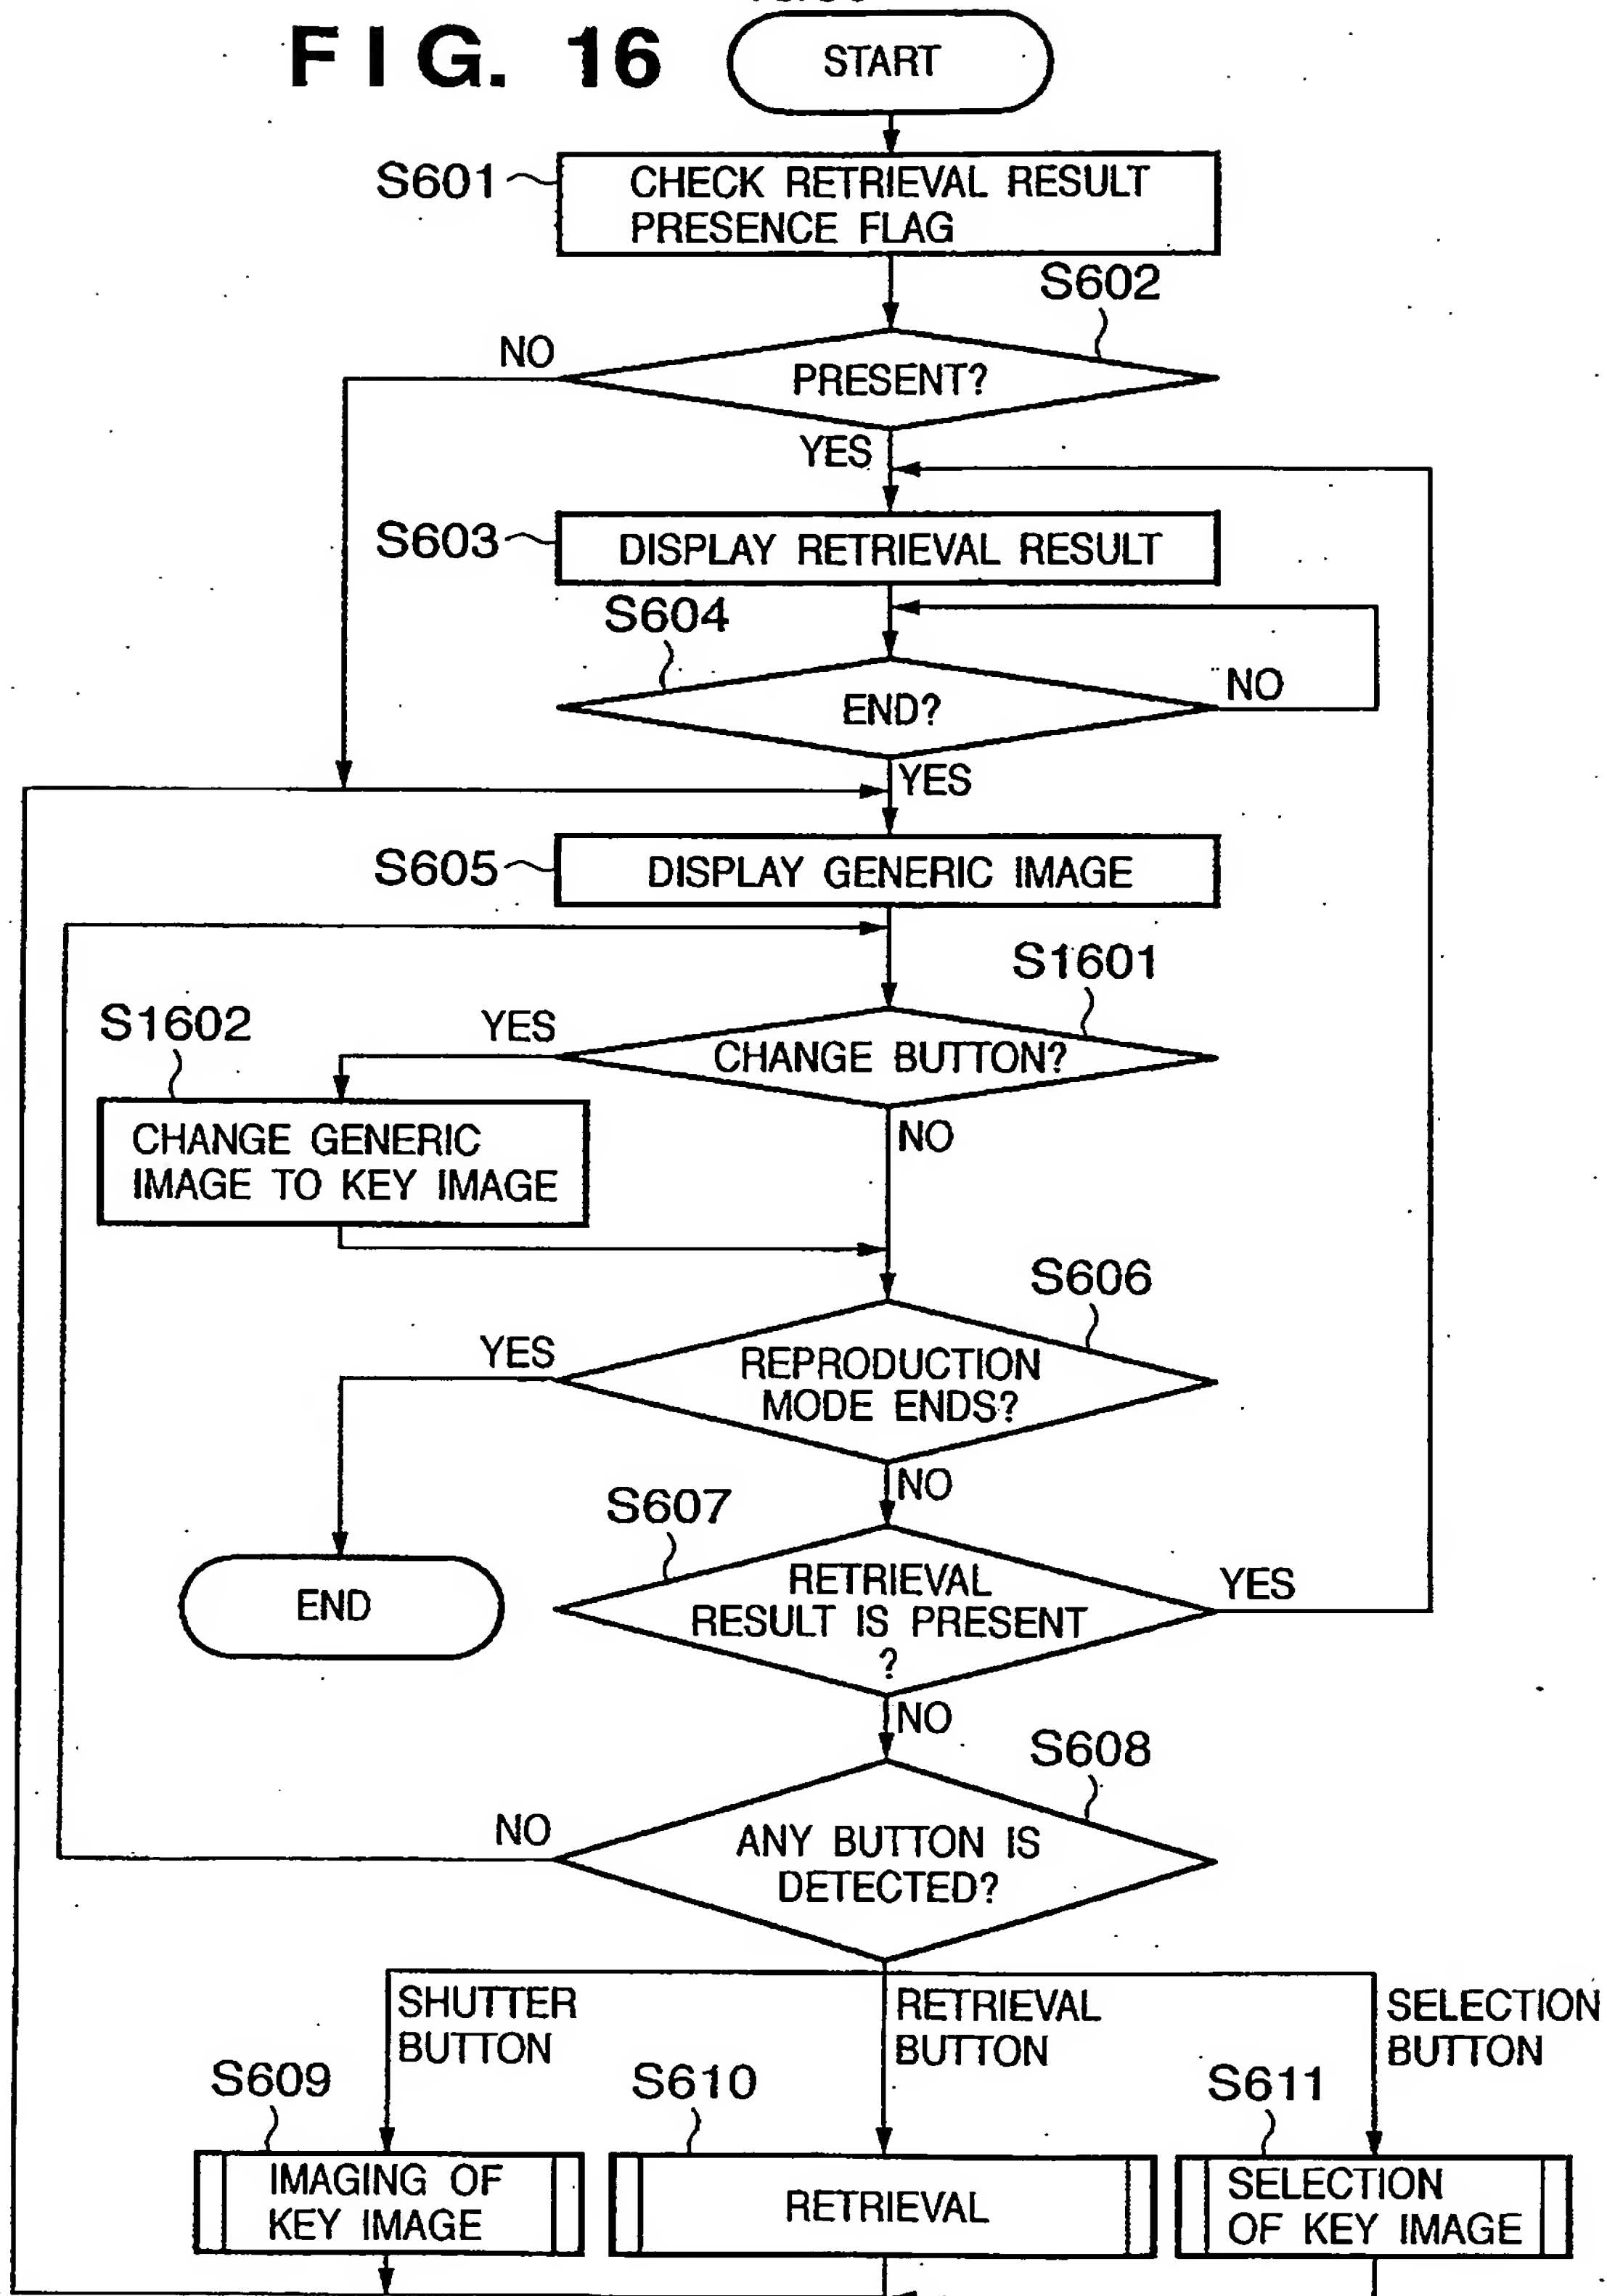 FIG. 16
START
S601
CHECK RETRIEVAL RESULT
PRESENCE FLAG
S602
NO
PRESENT?
YES
S603
DISPLAY RETRIEVAL RESULT
S604
NO
END?
YES
S605
DISPLAY GENERIC IMAGE
S1601
S1602
YES
CHANGE BUTTON?
NO
CHANGE GENERIC
IMAGE TO KEY IMAGE
S606
YES
REPRODUCTION
MODE ENDS?
NO
S607
END
RETRIEVAL
RESULT IS PRESENT
?
YES
NO
S608
NO
ANY BUTTON IS
DETECTED?
SHUTTER
BUTTON
RETRIEVAL
BUTTON
SELECTION
BUTTON
S609
S610
S611
IMAGING OF
KEY IMAGE
RETRIEVAL
SELECTION
OF KEY IMAGE